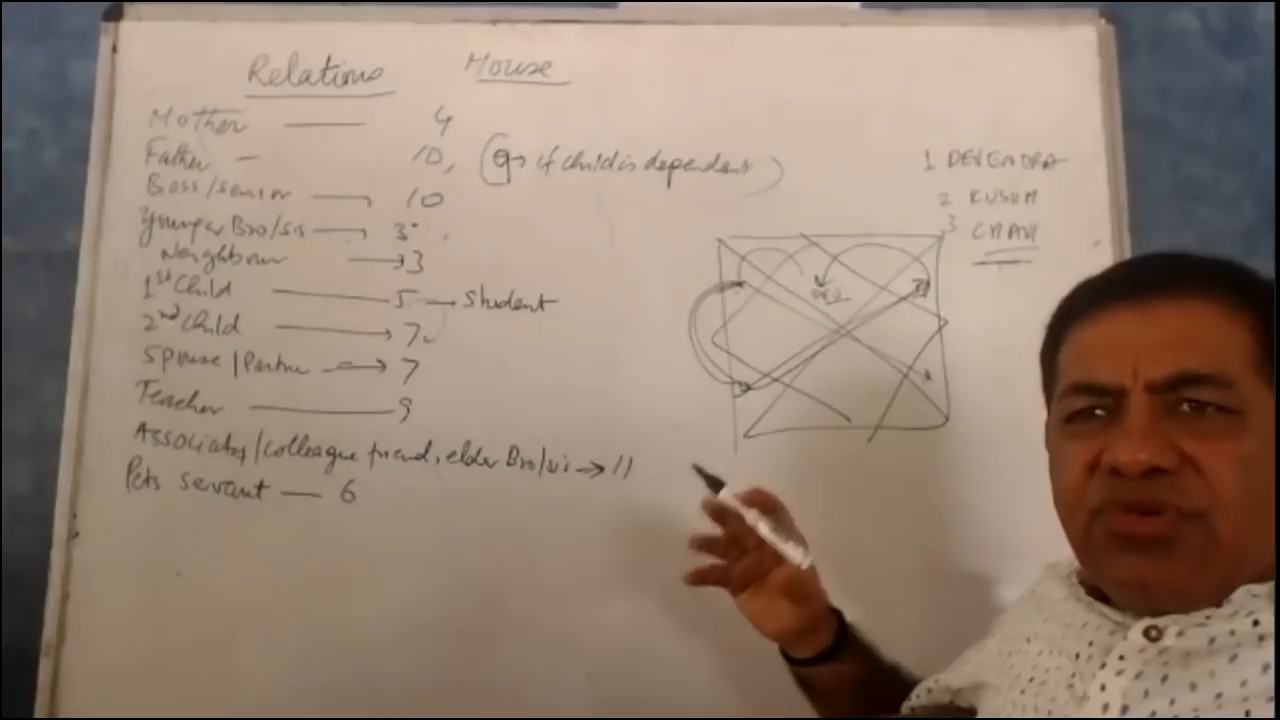 Relations House
Mother — 4
Father — 10, (9→ if child is dependent)
Boss/senior → 10
Younger Bro/sis → 3
Neighbour → 3
1st Child — 5 → Student
2nd Child → 7
Spouse/Partner → 7
Teacher — 9
Associates/Colleague friend, elder Bro/sis → 11
Pets servant — 6
1 DEVENDRA
2 KUSUM
3